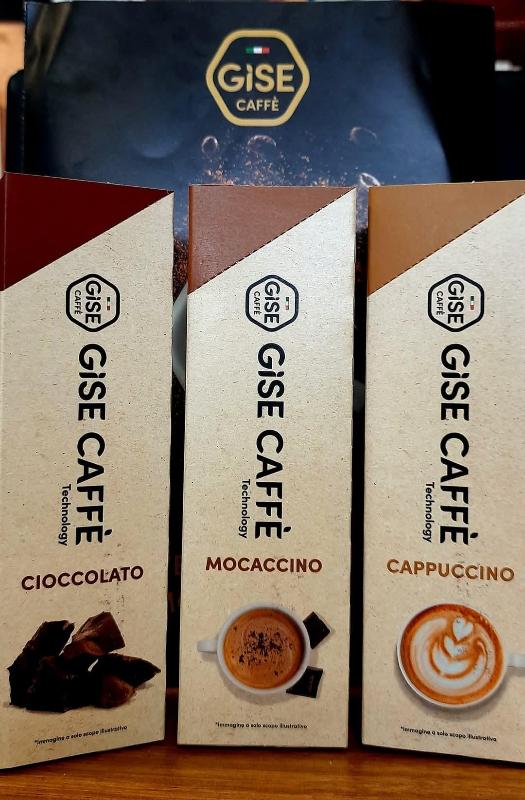 GiSE
CAFFÈ
GiSE
CAFFÈ
GiSE CAFFÈ
Technology
CIOCCOLATO
*Immagine a solo scopo illustrativo
GiSE
CAFFÈ
GiSE CAFFÈ
Technology
MOCACCINO
*Immagine a solo scopo illustrativo
GiSE
CAFFÈ
GiSE CAFFÈ
Technology
CAPPUCCINO
*Immagine a solo scopo illustrativo